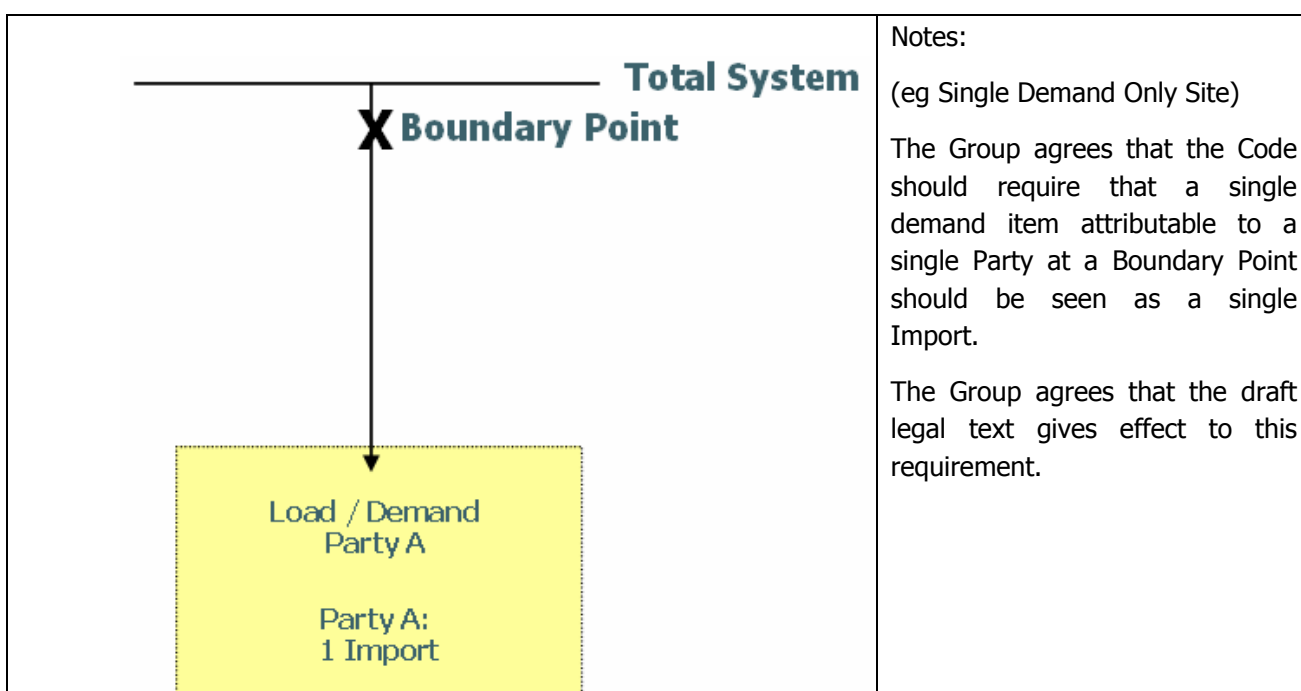 Total System
X Boundary Point
Load / Demand
Party A
Party A:
1 Import
Notes:
(eg Single Demand Only Site)
The Group agrees that the Code
should require that a single
demand item attributable to a
single Party at a Boundary Point
should be seen as a single
Import.
The Group agrees that the draft
legal text gives effect to this
requirement.